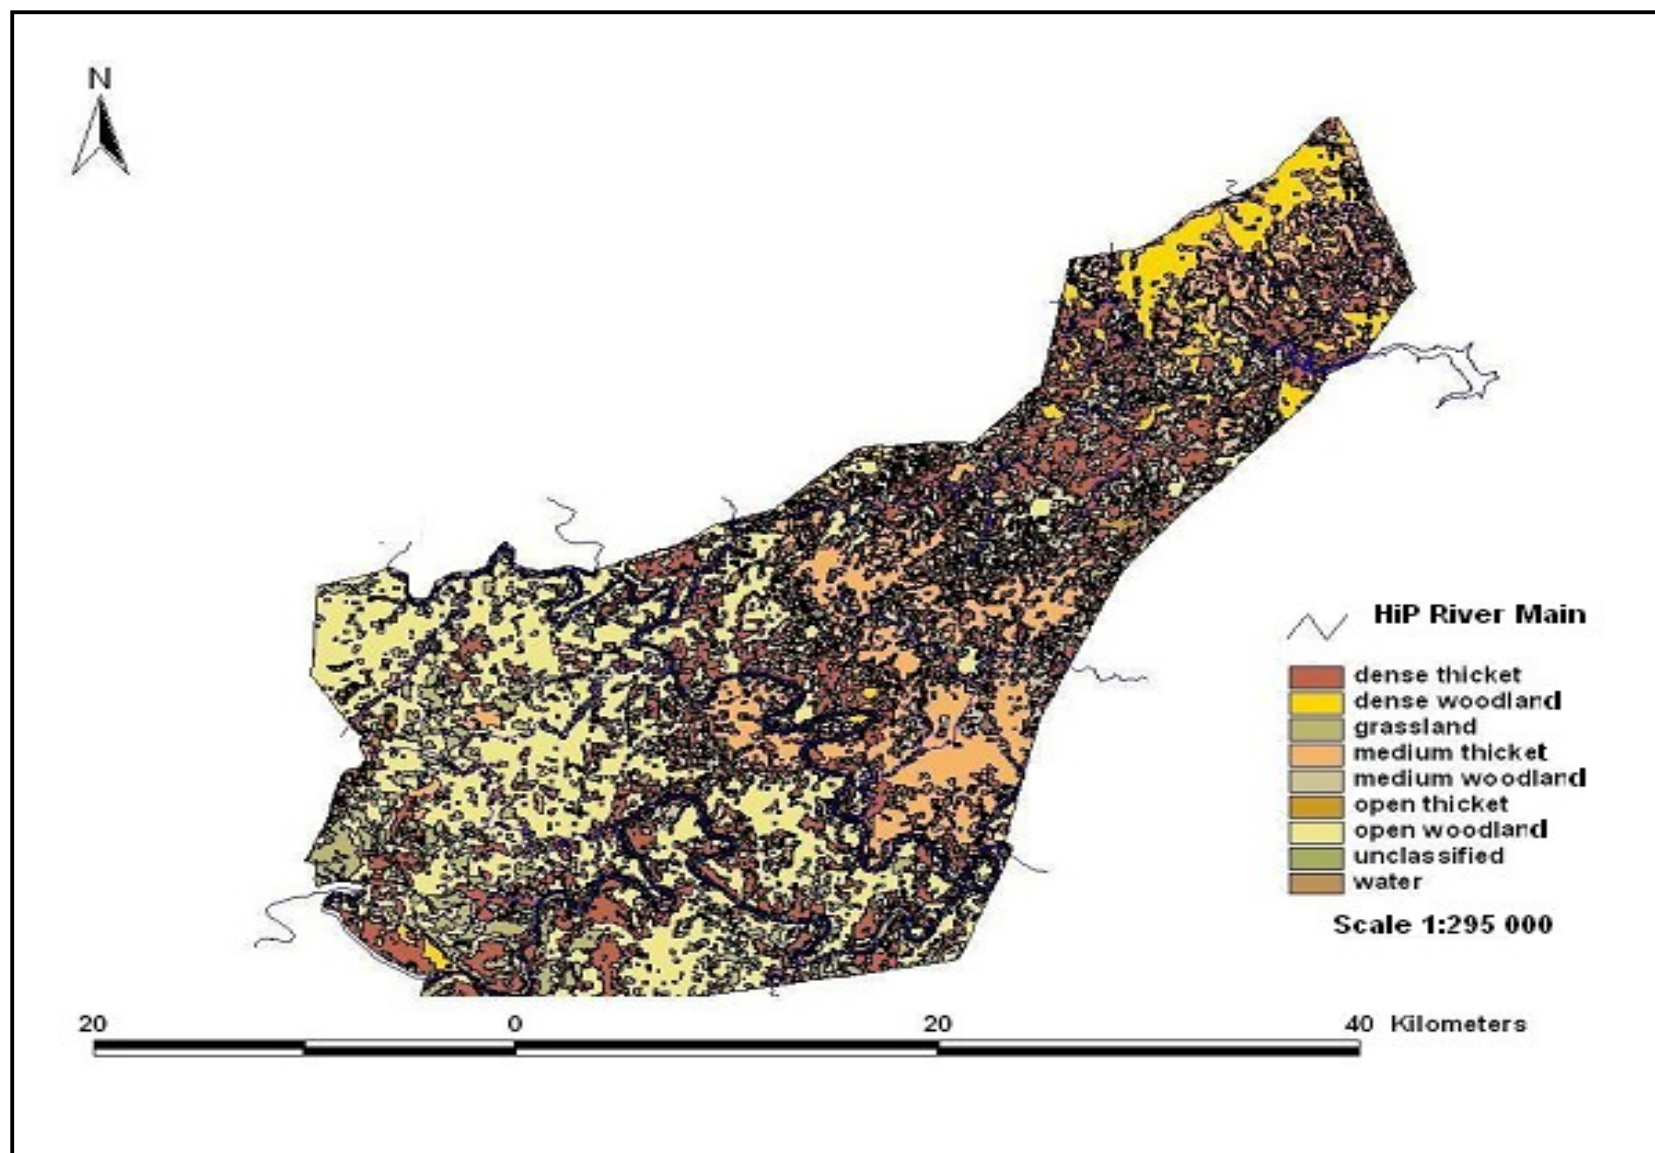 N
HiP River Main
dense thicket
dense woodland
grassland
medium thicket
medium woodland
open thicket
open woodland
unclassified
water
Scale 1:295 000
20 0 20 40 Kilometers